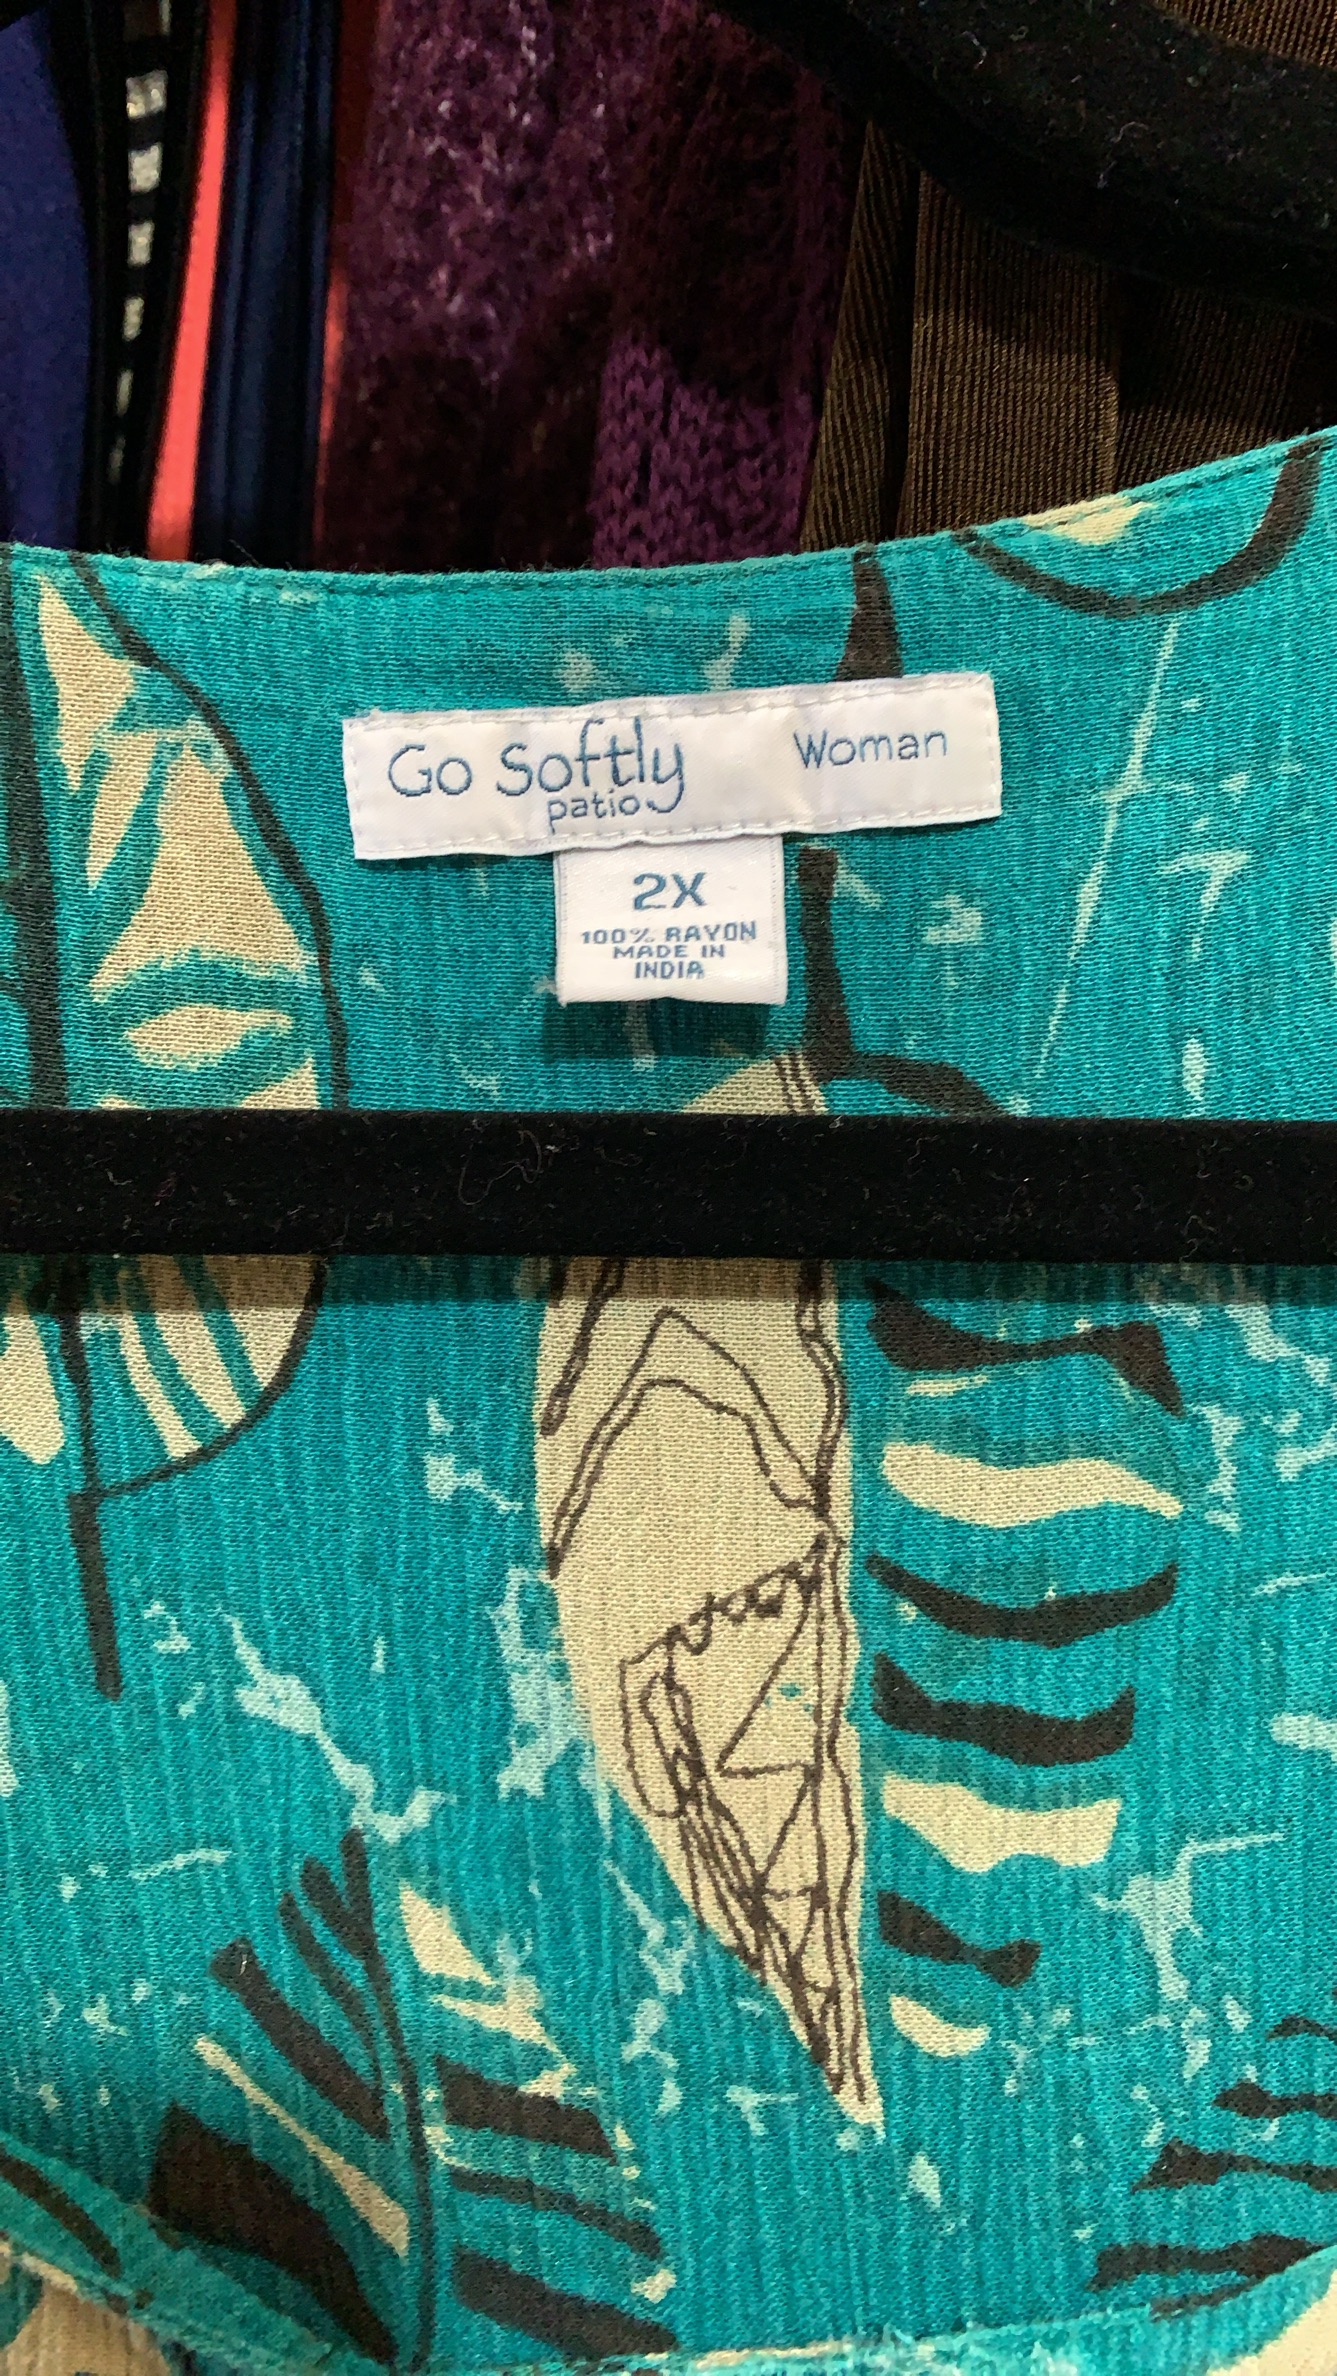 Go Softly Woman
patio
2X
100% RAYON
MADE IN
INDIA